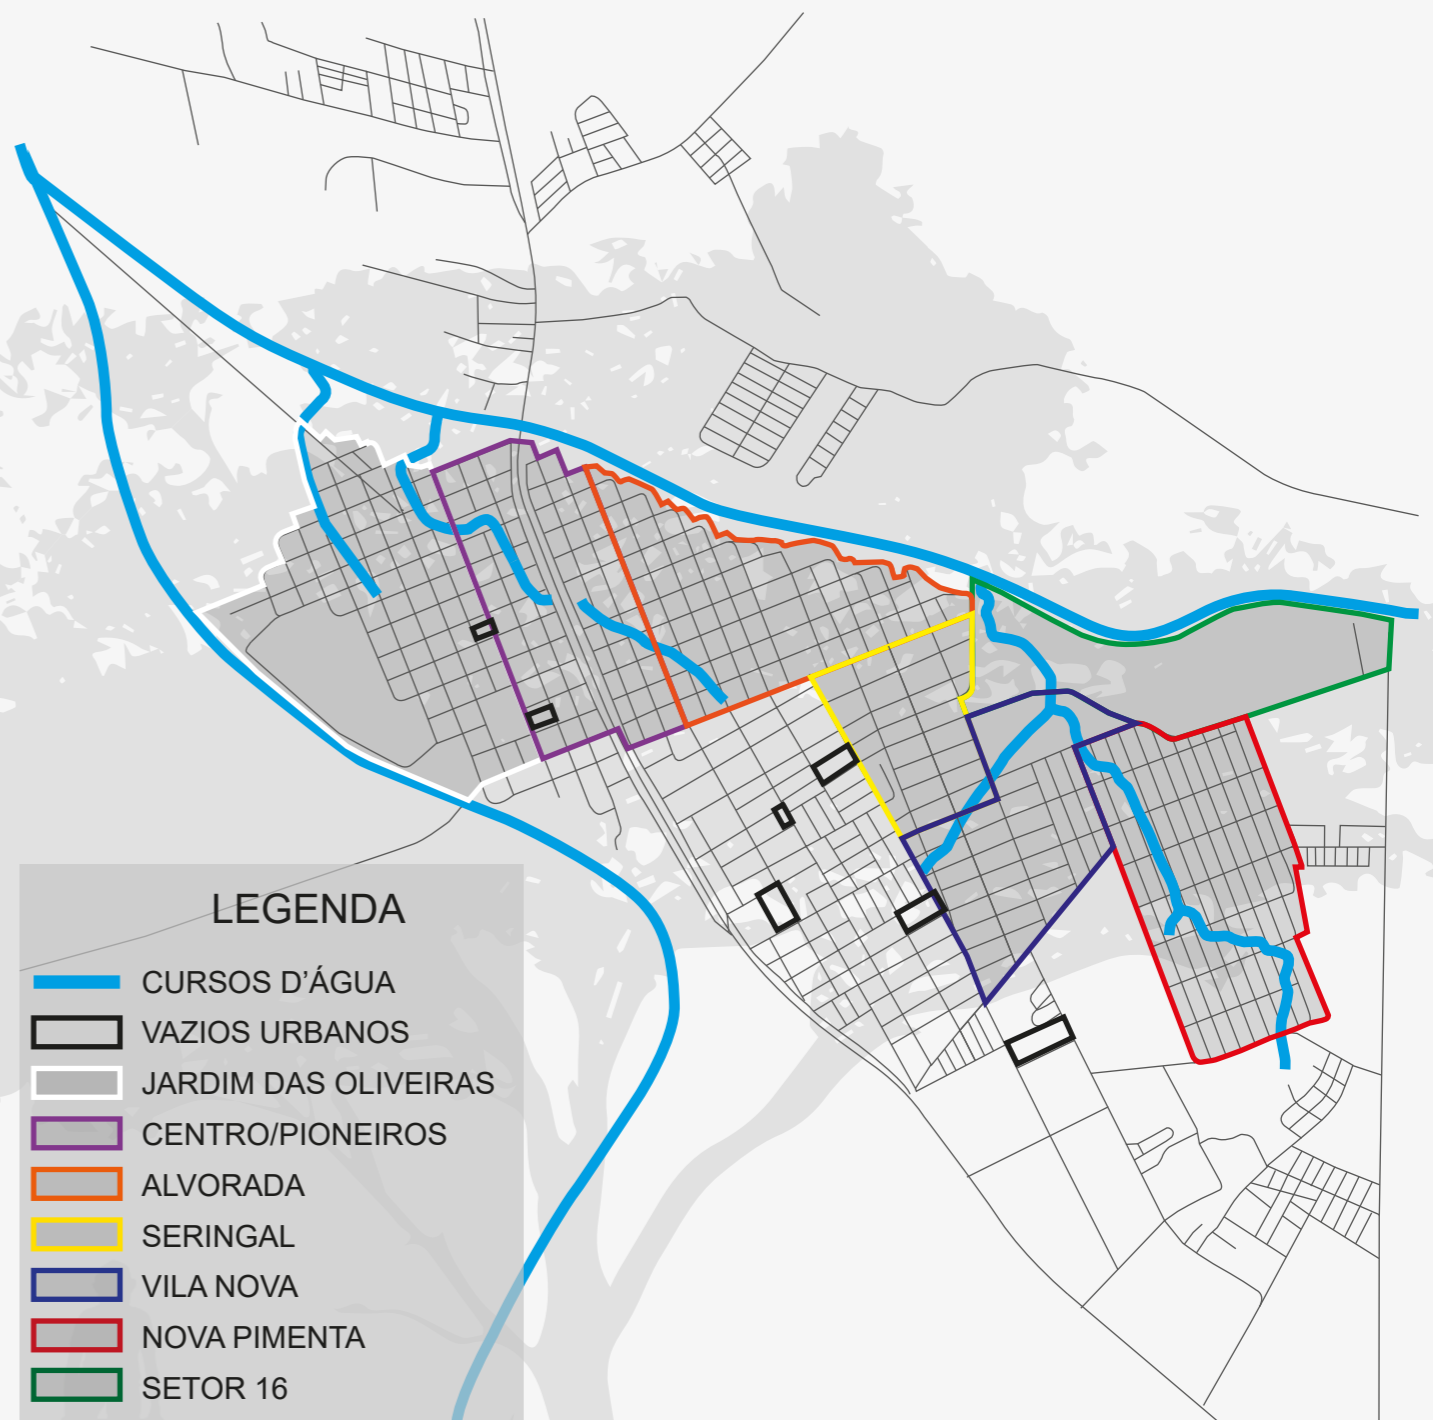 LEGENDA
CURSOS D'ÁGUA
VAZIOS URBANOS
JARDIM DAS OLIVEIRAS
CENTRO/PIONEIROS
ALVORADA
SERINGAL
VILA NOVA
NOVA PIMENTA
SETOR 16